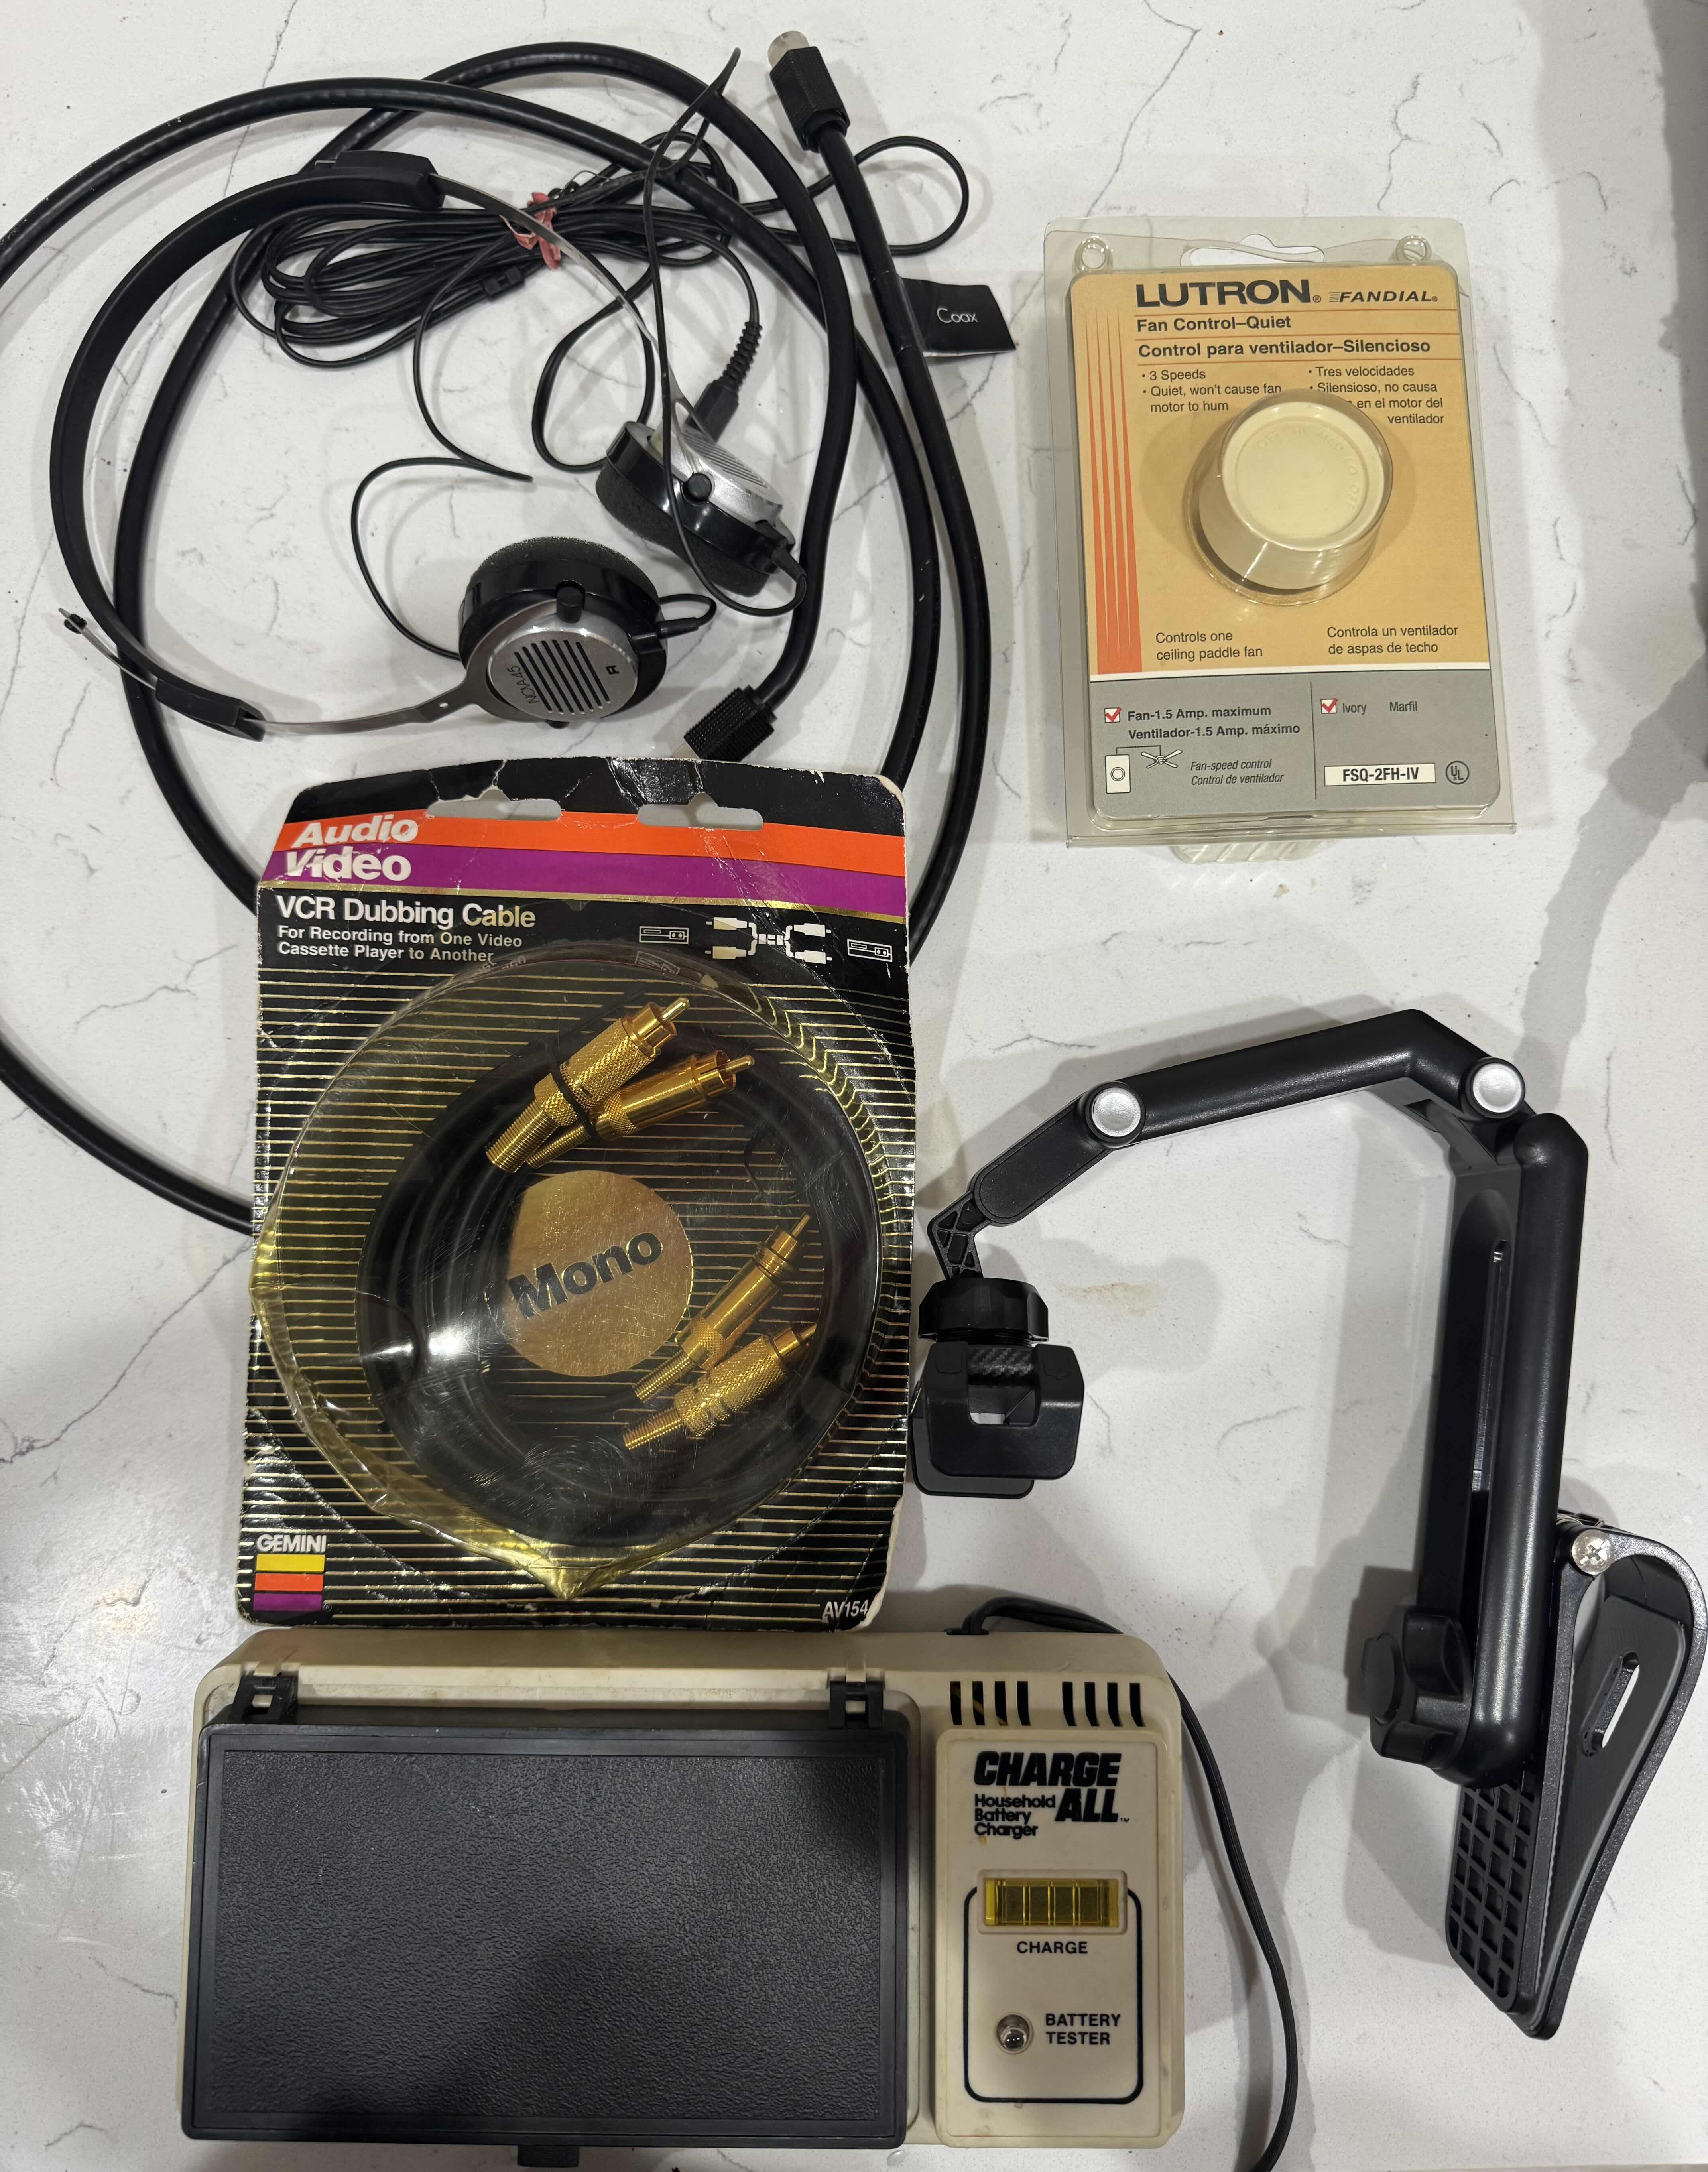 Coax
NOVA45
R
LUTRON® FANDIAL®
Fan Control–Quiet
Control para ventilador–Silencioso
• 3 Speeds
• Quiet, won't cause fan
motor to hum
• Tres velocidades
• Silensioso, no causa
en el motor del
ventilador
Controls one
ceiling paddle fan
Controla un ventilador
de aspas de techo
Fan-1.5 Amp. maximum
Ventilador-1.5 Amp. máximo
Fan-speed control
Control de ventilador
Ivory Marfil
FSQ-2FH-IV
UL
Audio
Video
VCR Dubbing Cable
For Recording from One Video
Cassette Player to Another
Mono
GEMINI
AV154
CHARGE
ALL™
Household
Battery
Charger
CHARGE
BATTERY
TESTER